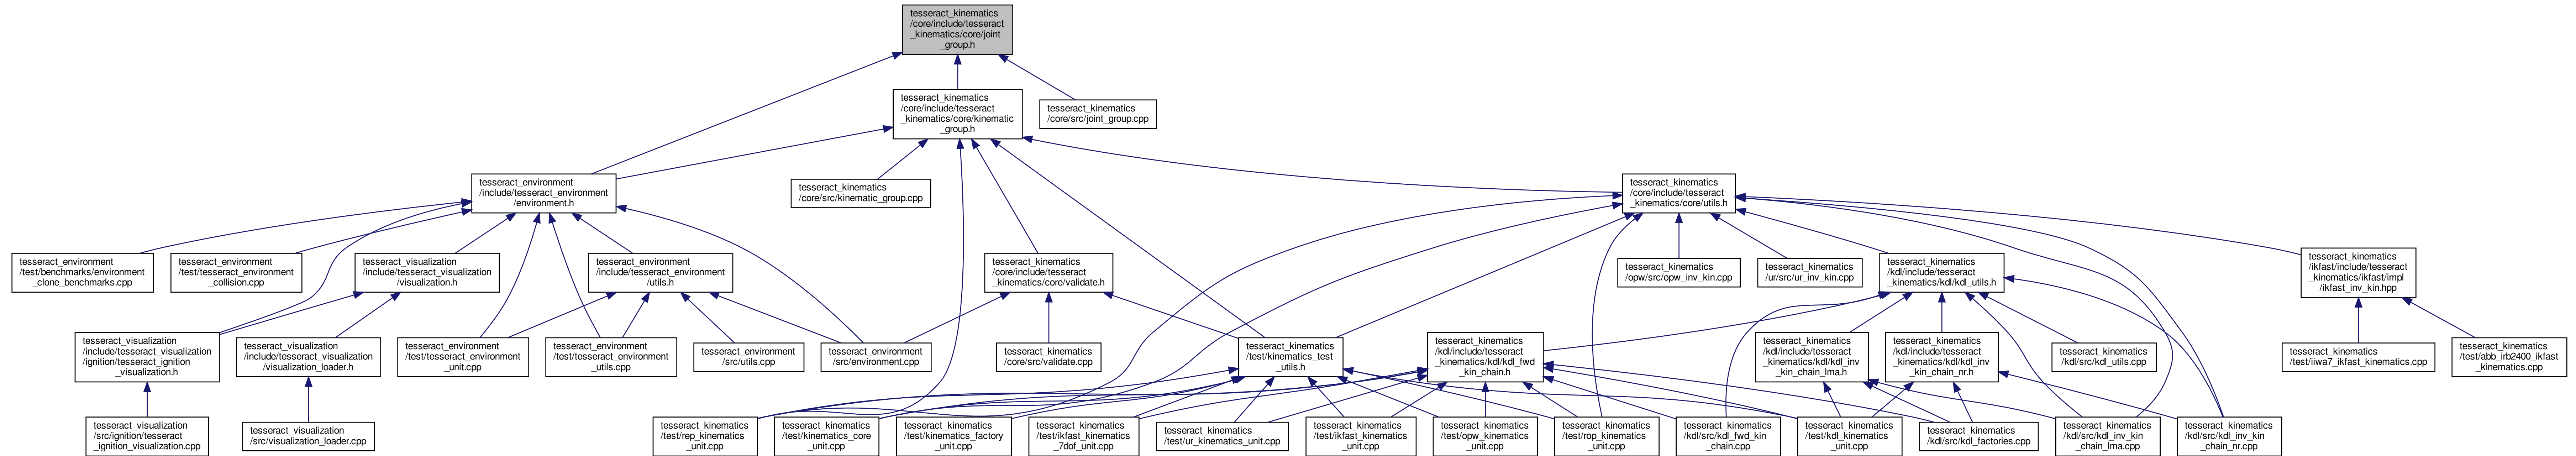 tesseract_kinematics
/core/include/tesseract
_kinematics/core/joint
_group.h
tesseract_kinematics
/core/include/tesseract
_kinematics/core/kinematic
_group.h
tesseract_kinematics
/core/src/joint_group.cpp
tesseract_environment
/include/tesseract_environment
/environment.h
tesseract_kinematics
/core/src/kinematic_group.cpp
tesseract_kinematics
/core/include/tesseract
_kinematics/core/utils.h
tesseract_environment
/test/benchmarks/environment
_clone_benchmarks.cpp
tesseract_environment
/test/tesseract_environment
_collision.cpp
tesseract_visualization
/include/tesseract_visualization
/visualization.h
tesseract_environment
/include/tesseract_environment
/utils.h
tesseract_kinematics
/core/include/tesseract
_kinematics/core/validate.h
tesseract_kinematics
/opw/src/opw_inv_kin.cpp
tesseract_kinematics
/ur/src/ur_inv_kin.cpp
tesseract_kinematics
/kdl/include/tesseract
_kinematics/kdl/kdl_utils.h
tesseract_kinematics
/ikfast/include/tesseract
_kinematics/ikfast/impl
/ikfast_inv_kin.hpp
tesseract_visualization
/include/tesseract_visualization
/ignition/tesseract_ignition
_visualization.h
tesseract_visualization
/include/tesseract_visualization
/visualization_loader.h
tesseract_environment
/test/tesseract_environment
_unit.cpp
tesseract_environment
/test/tesseract_environment
_utils.cpp
tesseract_environment
/src/utils.cpp
tesseract_environment
/src/environment.cpp
tesseract_kinematics
/core/src/validate.cpp
tesseract_kinematics
/test/kinematics_test
_utils.h
tesseract_kinematics
/kdl/include/tesseract
_kinematics/kdl/kdl_fwd
_kin_chain.h
tesseract_kinematics
/kdl/include/tesseract
_kinematics/kdl/kdl_inv
_kin_chain_lma.h
tesseract_kinematics
/kdl/include/tesseract
_kinematics/kdl/kdl_inv
_kin_chain_nr.h
tesseract_kinematics
/kdl/src/kdl_utils.cpp
tesseract_kinematics
/test/iiwa7_ikfast_kinematics.cpp
tesseract_kinematics
/test/abb_irb2400_ikfast
_kinematics.cpp
tesseract_visualization
/src/ignition/tesseract
_ignition_visualization.cpp
tesseract_visualization
/src/visualization_loader.cpp
tesseract_kinematics
/test/rep_kinematics
_unit.cpp
tesseract_kinematics
/test/kinematics_core
_unit.cpp
tesseract_kinematics
/test/kinematics_factory
_unit.cpp
tesseract_kinematics
/test/ikfast_kinematics
_7dof_unit.cpp
tesseract_kinematics
/test/ur_kinematics_unit.cpp
tesseract_kinematics
/test/ikfast_kinematics
_unit.cpp
tesseract_kinematics
/test/opw_kinematics
_unit.cpp
tesseract_kinematics
/test/rop_kinematics
_unit.cpp
tesseract_kinematics
/kdl/src/kdl_fwd_kin
_chain.cpp
tesseract_kinematics
/test/kdl_kinematics
_unit.cpp
tesseract_kinematics
/kdl/src/kdl_factories.cpp
tesseract_kinematics
/kdl/src/kdl_inv_kin
_chain_lma.cpp
tesseract_kinematics
/kdl/src/kdl_inv_kin
_chain_nr.cpp